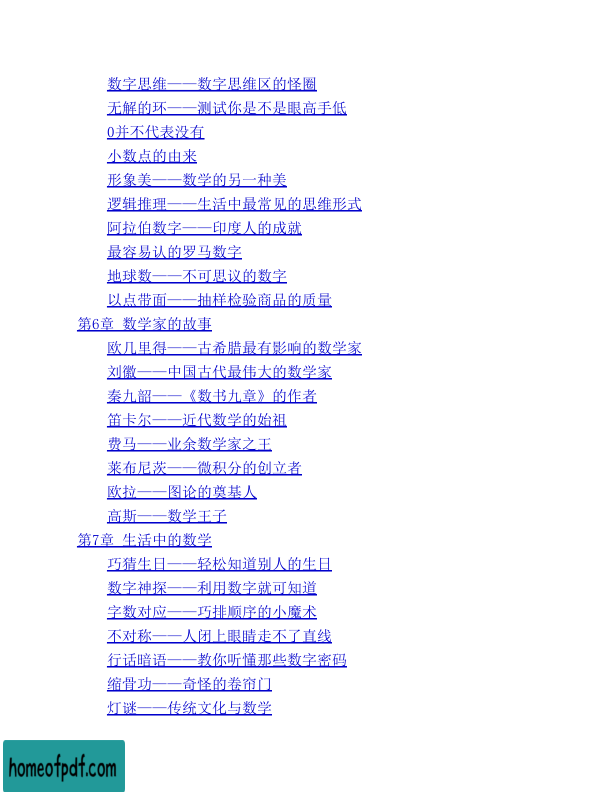 数字思维——数字思维区的怪圈
无解的环——测试你是不是眼高手低
0并不代表没有
小数点的由来
形象美——数学的另一种美
逻辑推理——生活中最常见的思维形式
阿拉伯数字——印度人的成就
最容易认的罗马数字
地球数——不可思议的数字
以点带面——抽样检验商品的质量
第6章 数学家的故事
欧几里得——古希腊最有影响的数学家
刘徽——中国古代最伟大的数学家
秦九韶——《数书九章》的作者
笛卡尔——近代数学的始祖
费马——业余数学家之王
莱布尼茨——微积分的创立者
欧拉——图论的奠基人
高斯——数学王子
第7章 生活中的数学
巧猜生日——轻松知道别人的生日
数字神探——利用数字就可知道
字数对应——巧排顺序的小魔术
不对称——人闭上眼睛走不了直线
行话喑语——教你听懂那些数字密码
缩骨功——奇怪的卷帘门
灯谜——传统文化与数学
homeofpdf.com